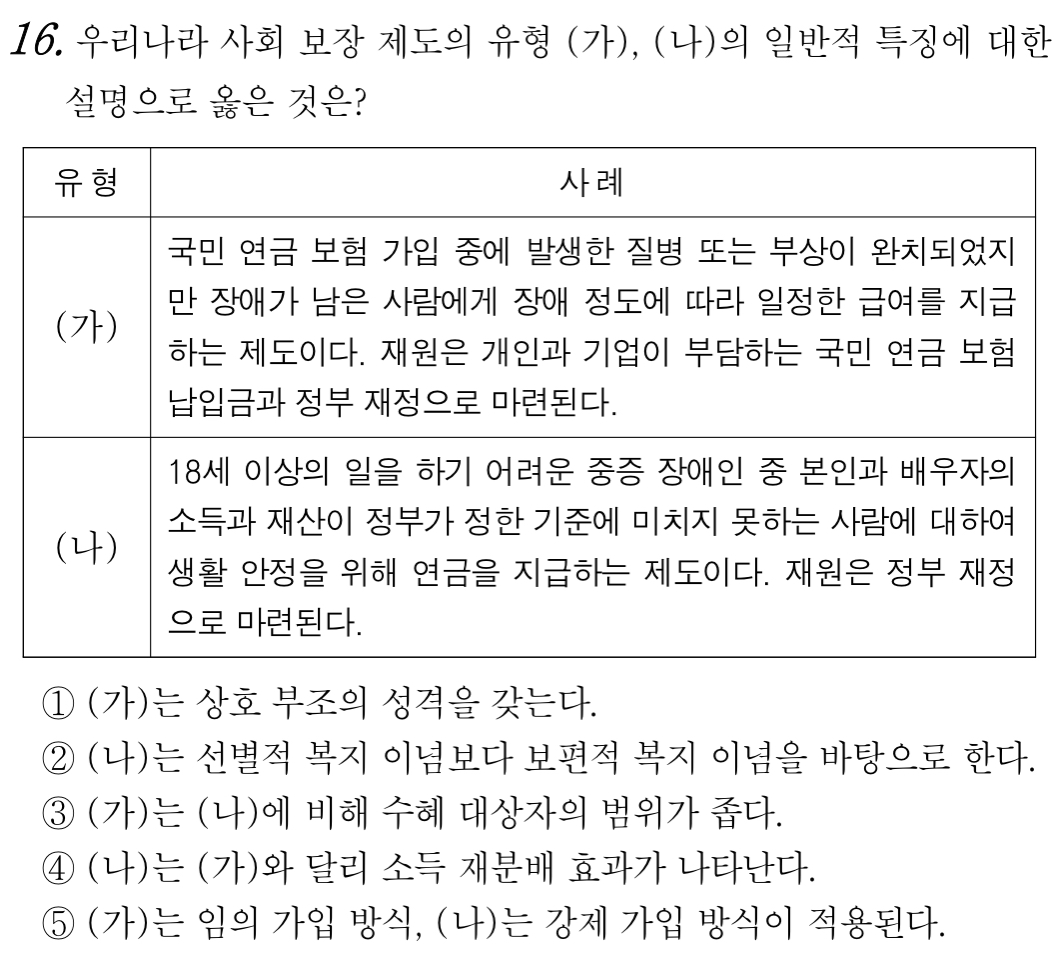 16. 우리나라 사회 보장 제도의 유형 (가), (나)의 일반적 특징에 대한
설명으로 옳은 것은?
유형 사례
(가)
국민 연금 보험 가입 중에 발생한 질병 또는 부상이 완치되었지
만 장애가 남은 사람에게 장애 정도에 따라 일정한 급여를 지급
하는 제도이다. 재원은 개인과 기업이 부담하는 국민 연금 보험
납입금과 정부 재정으로 마련된다.
(나)
18세 이상의 일을 하기 어려운 중증 장애인 중 본인과 배우자의
소득과 재산이 정부가 정한 기준에 미치지 못하는 사람에 대하여
생활 안정을 위해 연금을 지급하는 제도이다. 재원은 정부 재정
으로 마련된다.
① (가)는 상호 부조의 성격을 갖는다.
② (나)는 선별적 복지 이념보다 보편적 복지 이념을 바탕으로 한다.
③ (가)는 (나)에 비해 수혜 대상자의 범위가 좁다.
④ (나)는 (가)와 달리 소득 재분배 효과가 나타난다.
⑤ (가)는 임의 가입 방식, (나)는 강제 가입 방식이 적용된다.